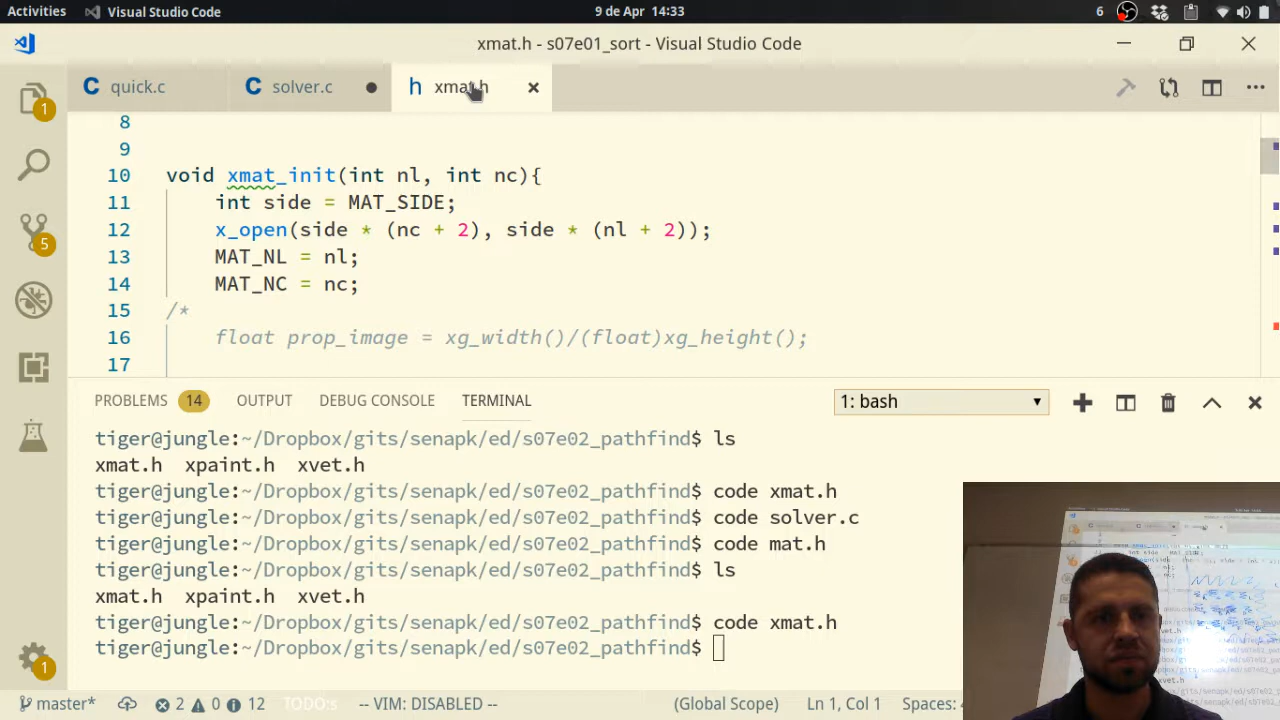 Activities Visual Studio Code 9 de Apr 14:33 6
xmat.h - s07e01_sort - Visual Studio Code
C quick.c C solver.c h xmat.h
8
9
10 void xmat_init(int nl, int nc){
11 int side = MAT_SIDE;
12 x_open(side * (nc + 2), side * (nl + 2));
13 MAT_NL = nl;
14 MAT_NC = nc;
15 /*
16 float prop_image = xg_width()/(float)xg_height();
17
1
5
1
PROBLEMS 14 OUTPUT DEBUG CONSOLE TERMINAL 1: bash
tiger@jungle:~/Dropbox/gits/senapk/ed/s07e02_pathfind$ ls
xmat.h xpaint.h xvet.h
tiger@jungle:~/Dropbox/gits/senapk/ed/s07e02_pathfind$ code xmat.h
tiger@jungle:~/Dropbox/gits/senapk/ed/s07e02_pathfind$ code solver.c
tiger@jungle:~/Dropbox/gits/senapk/ed/s07e02_pathfind$ code mat.h
tiger@jungle:~/Dropbox/gits/senapk/ed/s07e02_pathfind$ ls
xmat.h xpaint.h xvet.h
tiger@jungle:~/Dropbox/gits/senapk/ed/s07e02_pathfind$ code xmat.h
tiger@jungle:~/Dropbox/gits/senapk/ed/s07e02_pathfind$
master* 2 0 12 TODO:s -- VIM: DISABLED -- (Global Scope) Ln 1, Col 1 Spaces: